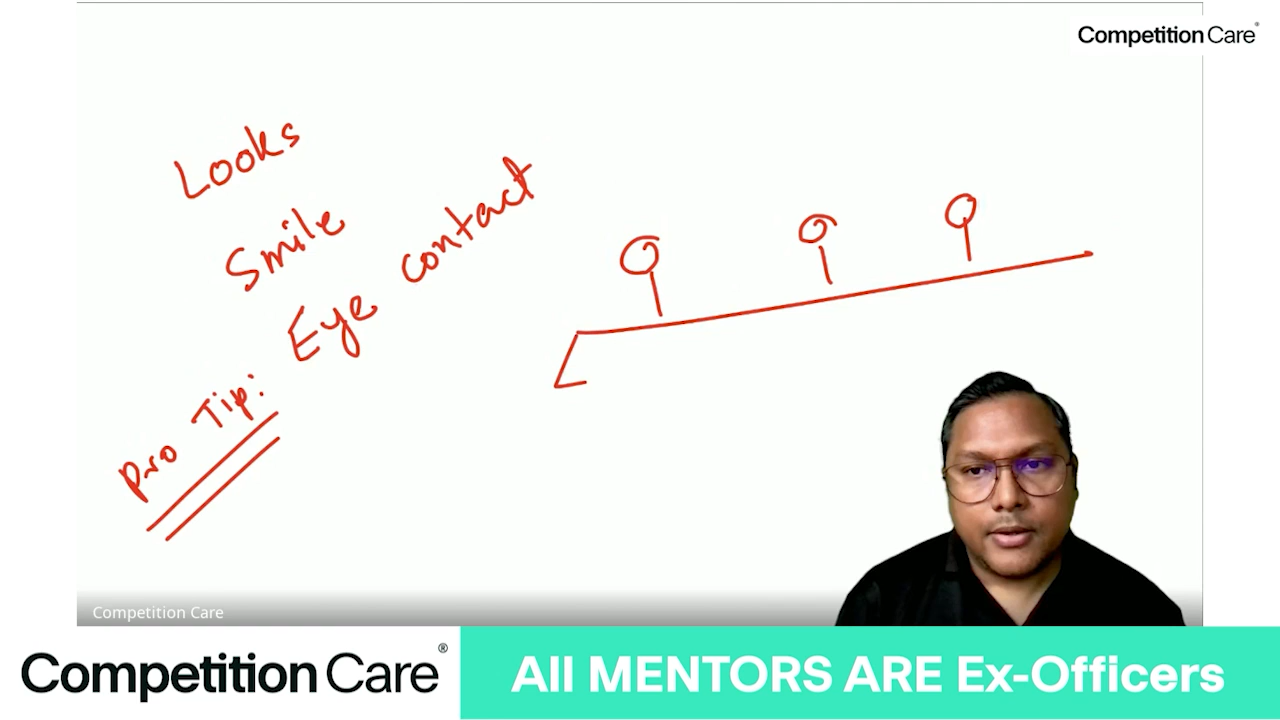 Competition Care®
Looks
Smile
Eye contact
Pro Tip:
Competition Care
Competition Care®
All MENTORS ARE Ex-Officers